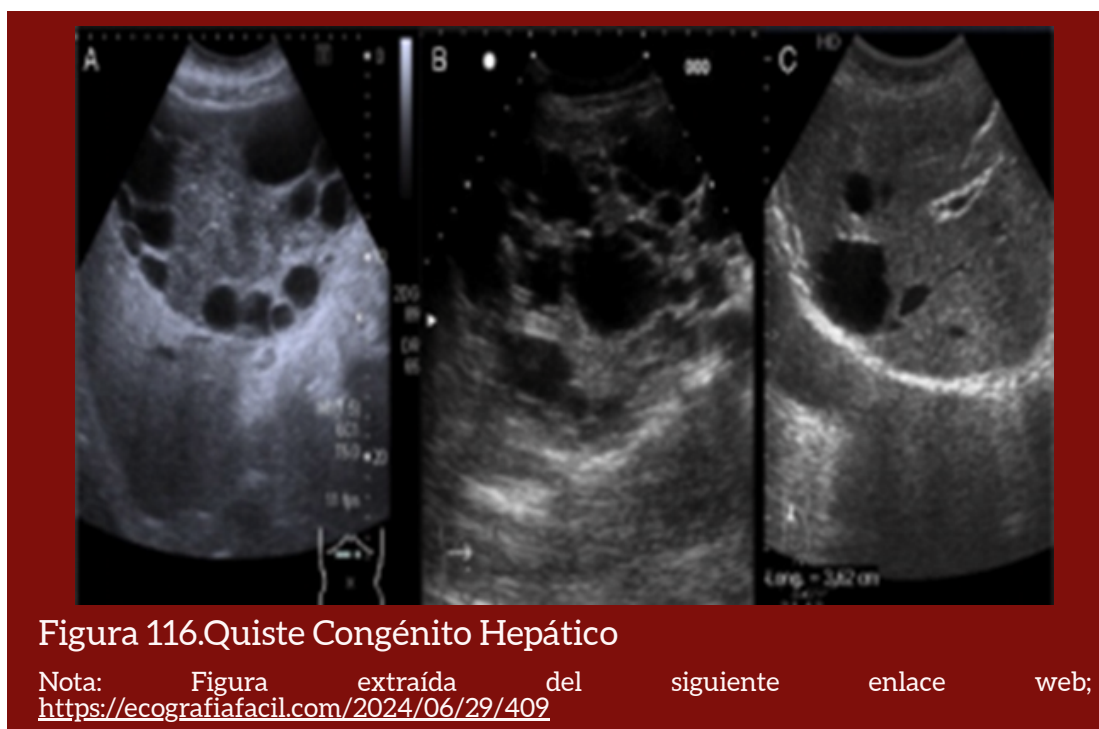 A
B
C
HD
Long. = 3,62 cm
Figura 116.Quiste Congénito Hepático
Nota: Figura extraída del siguiente enlace web;
https://ecografiafacil.com/2024/06/29/409